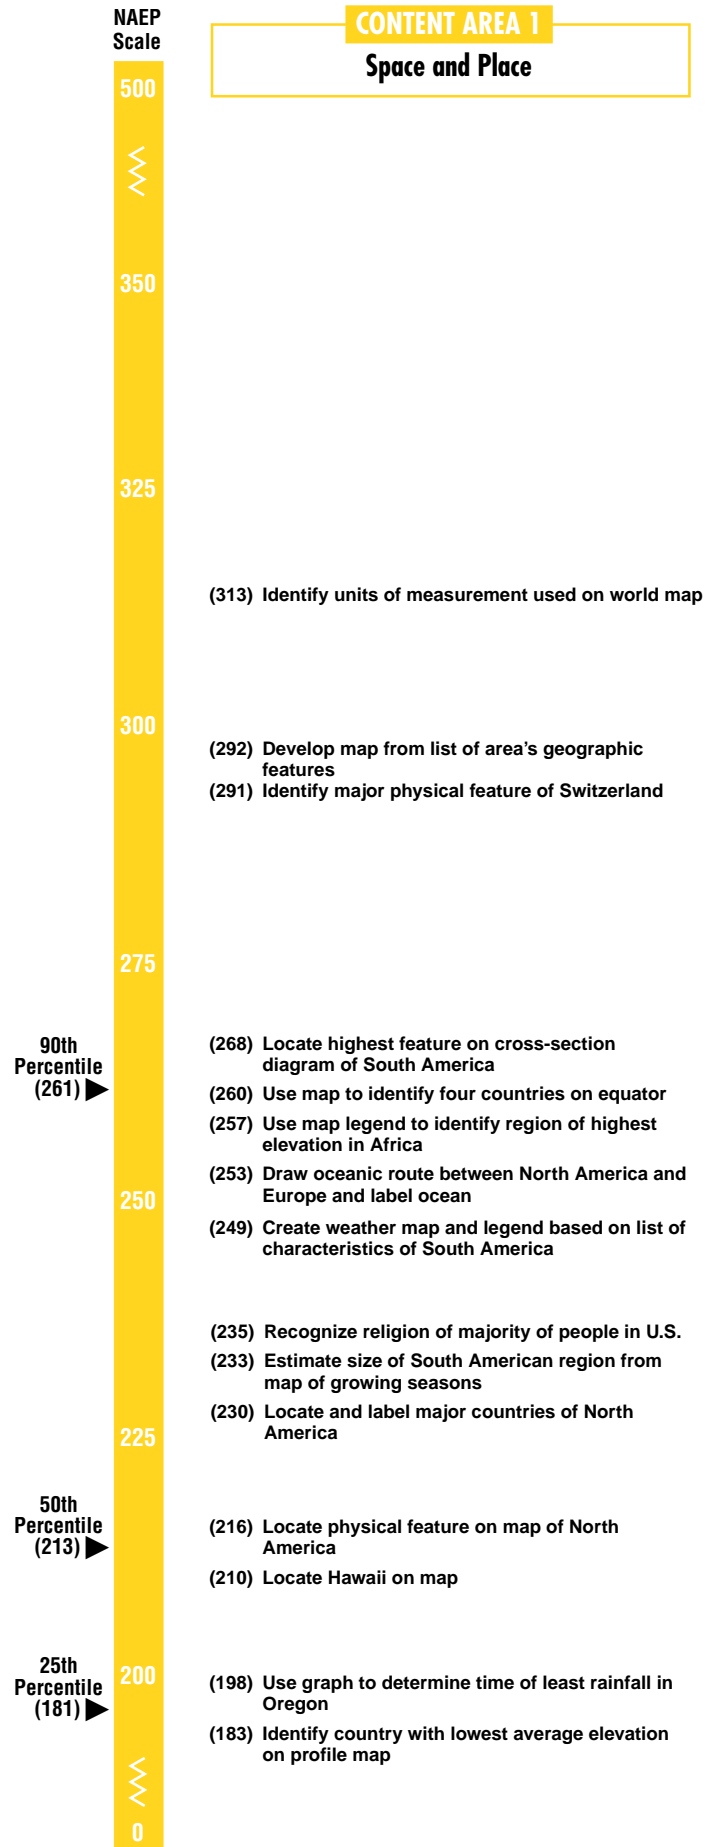 NAEP
Scale
CONTENT AREA 1
Space and Place
500
350
325
(313) Identify units of measurement used on world map
300
(292) Develop map from list of area’s geographic
features
(291) Identify major physical feature of Switzerland
275
90th
Percentile
(261)
(268) Locate highest feature on cross-section
diagram of South America
(260) Use map to identify four countries on equator
(257) Use map legend to identify region of highest
elevation in Africa
(253) Draw oceanic route between North America and
Europe and label ocean
250
(249) Create weather map and legend based on list of
characteristics of South America
(235) Recognize religion of majority of people in U.S.
(233) Estimate size of South American region from
map of growing seasons
(230) Locate and label major countries of North
America
225
50th
Percentile
(213)
(216) Locate physical feature on map of North
America
(210) Locate Hawaii on map
25th
Percentile
(181)
200
(198) Use graph to determine time of least rainfall in
Oregon
(183) Identify country with lowest average elevation
on profile map
0